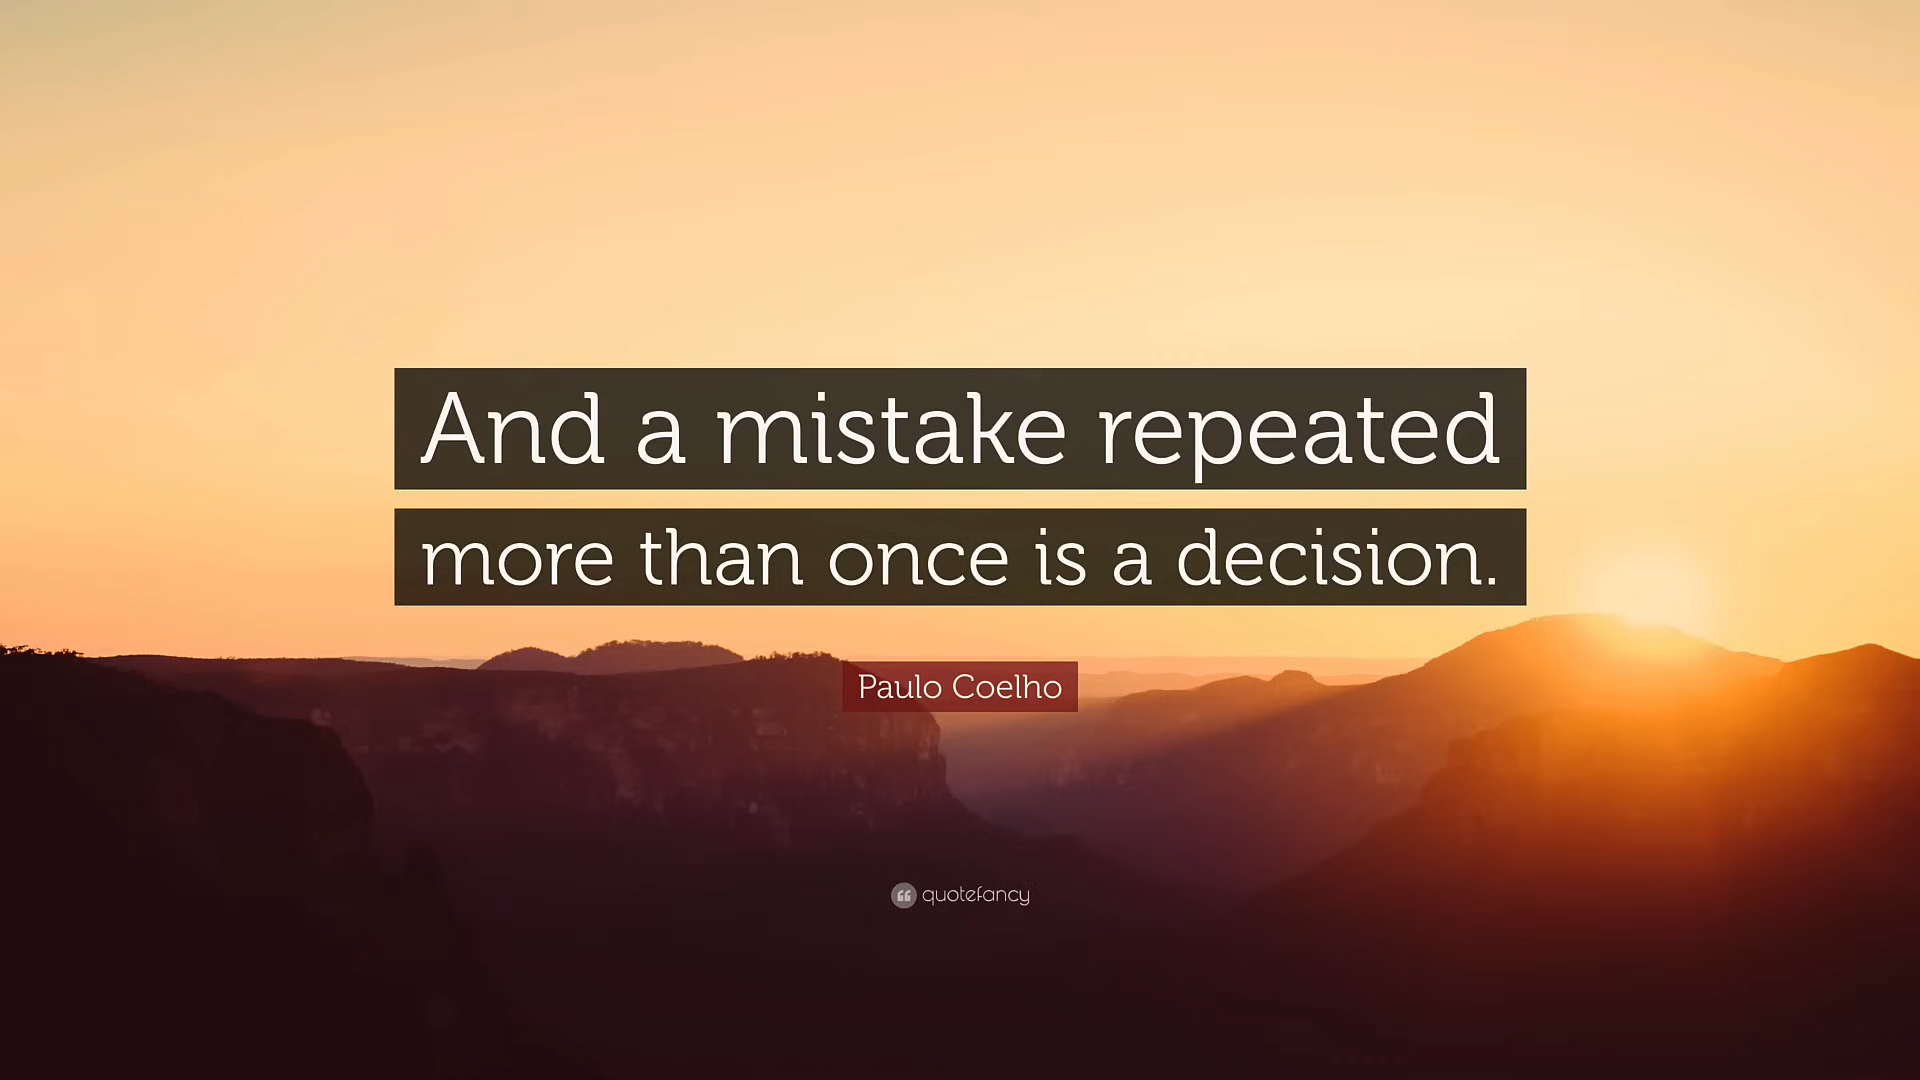 And a mistake repeated
more than once is a decision.
Paulo Coelho
quotefancy